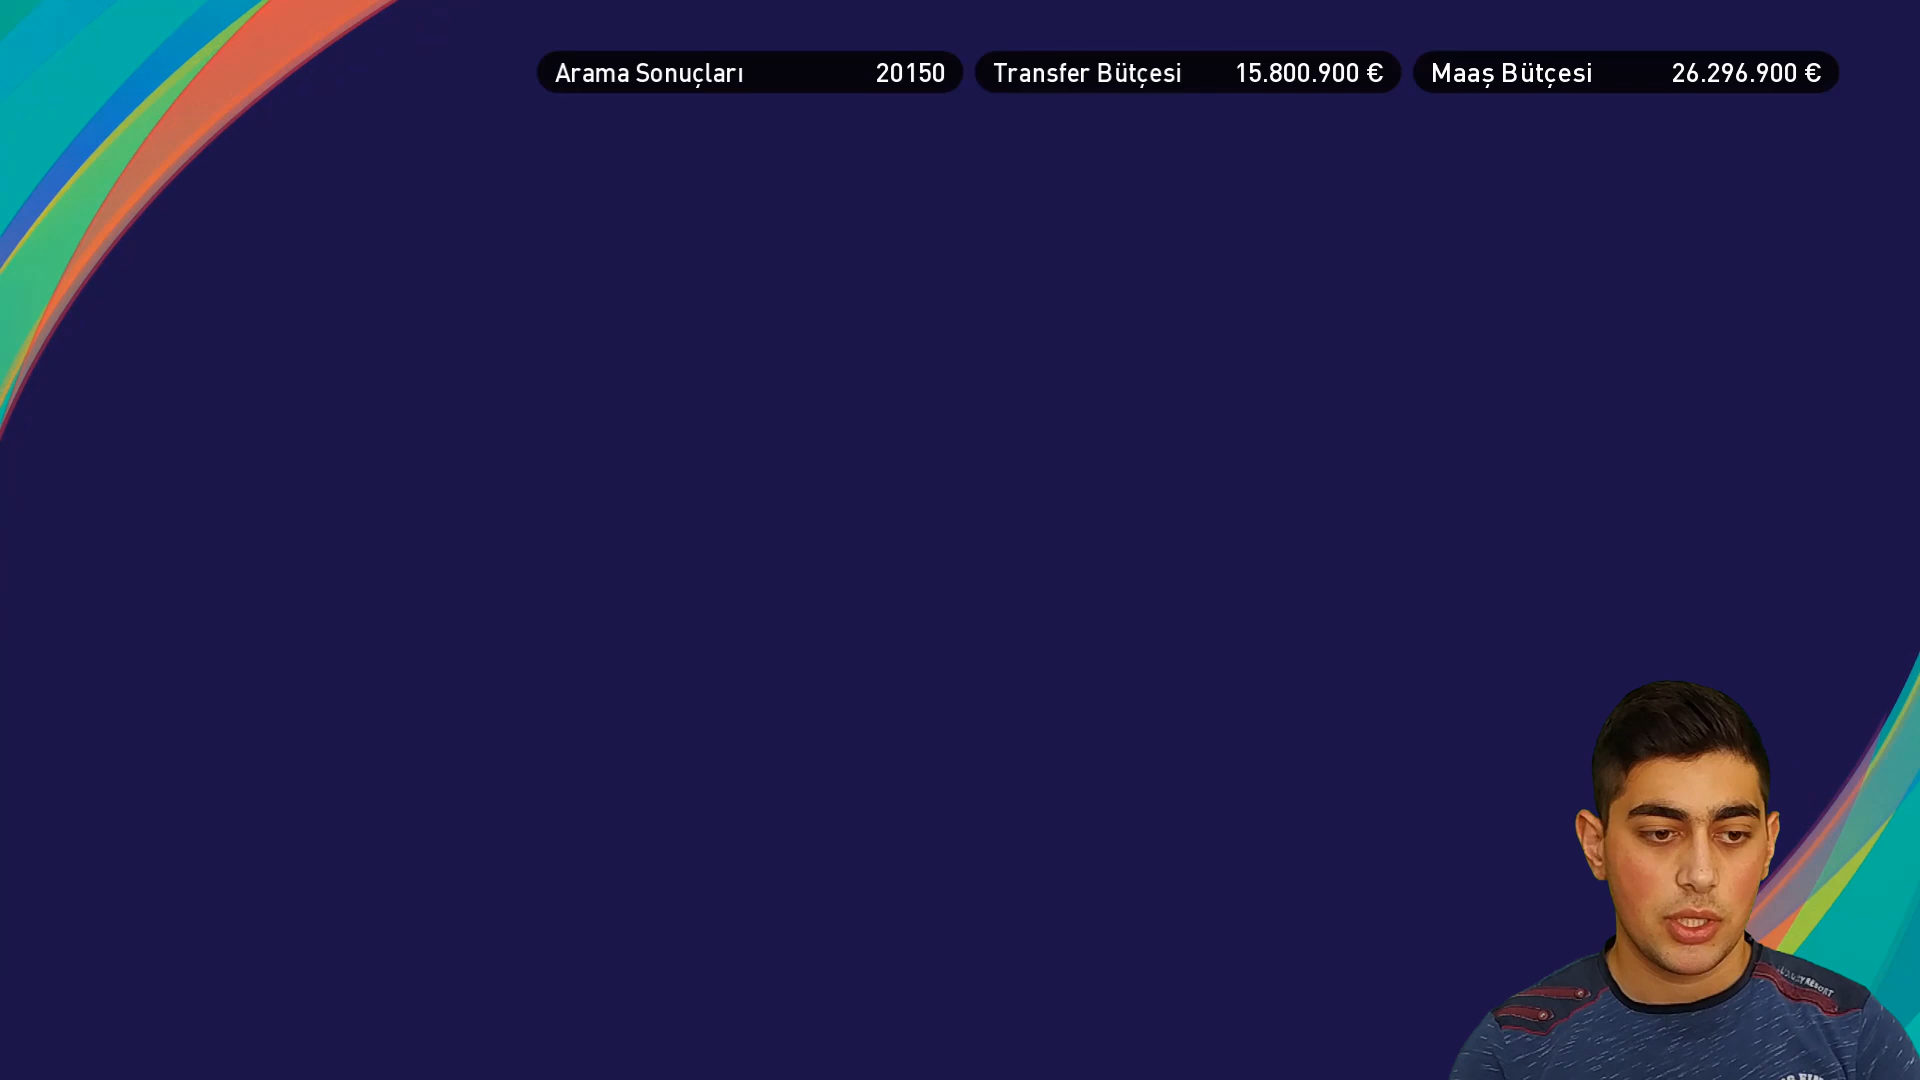 Arama Sonuçları 20150 Transfer Bütçesi 15.800.900 € Maaş Bütçesi 26.296.900 €